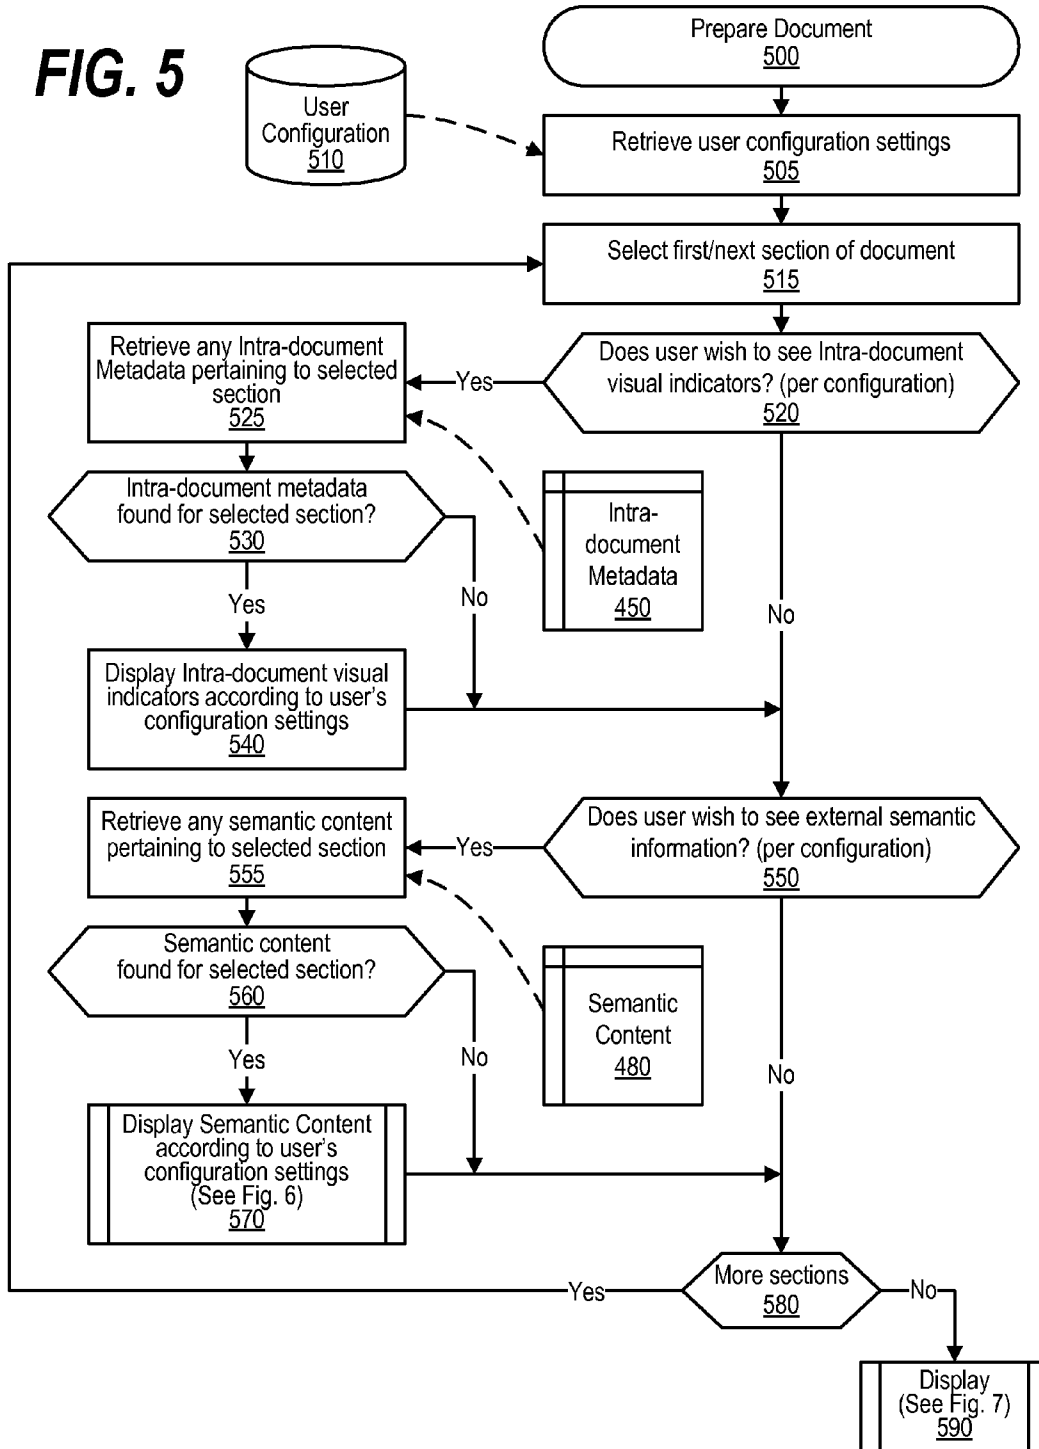 FIG. 5
Prepare Document
500
User
Configuration
510
Retrieve user configuration settings
505
Select first/next section of document
515
Does user wish to see Intra-document
visual indicators? (per configuration)
520
Yes
No
Retrieve any Intra-document
Metadata pertaining to selected
section
525
Intra-document metadata
found for selected section?
530
Yes
No
Intra-
document
Metadata
450
Display Intra-document visual
indicators according to user's
configuration settings
540
Does user wish to see external semantic
information? (per configuration)
550
Yes
No
Retrieve any semantic content
pertaining to selected section
555
Semantic content
found for selected section?
560
Yes
No
Semantic
Content
480
Display Semantic Content
according to user's
configuration settings
(See Fig. 6)
570
More sections
580
Yes
No
Display
(See Fig. 7)
590